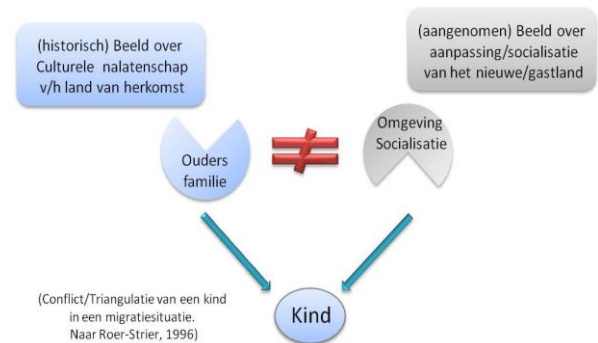 (historisch) Beeld over
Culturele nalatenschap
v/h land van herkomst
(aangenomen) Beeld over
aanpassing/socialisatie
van het nieuwe/gastland
Ouders
familie
≠
Omgeving
Socialisatie
Kind
(Conflict/Triangulatie van een kind
in een migratiesituatie.
Naar Roer-Strier, 1996)